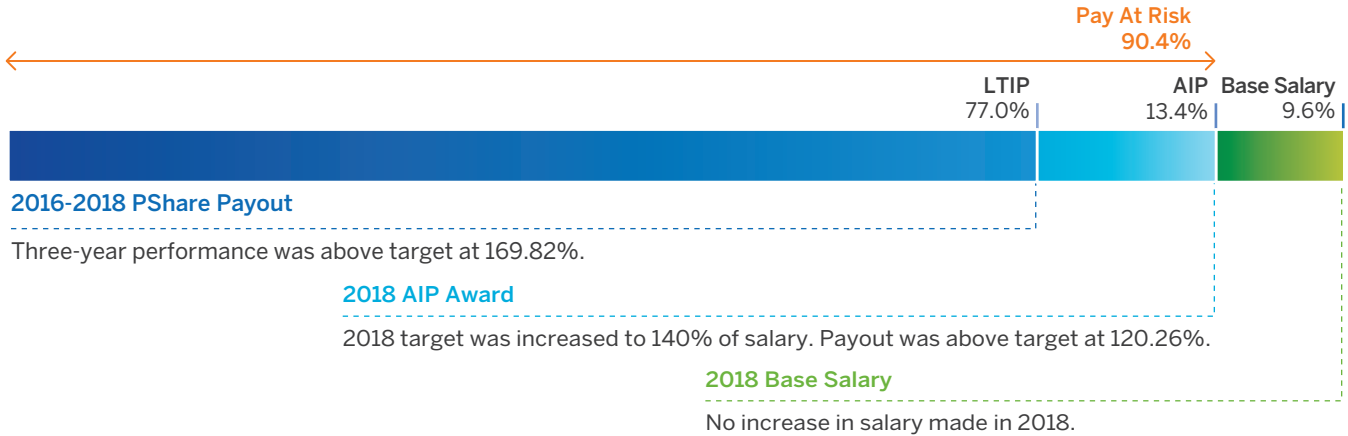 Pay At Risk
90.4%
LTIP
77.0%
AIP
13.4%
Base Salary
9.6%
2016-2018 PShare Payout
Three-year performance was above target at 169.82%.
2018 AIP Award
2018 target was increased to 140% of salary. Payout was above target at 120.26%.
2018 Base Salary
No increase in salary made in 2018.